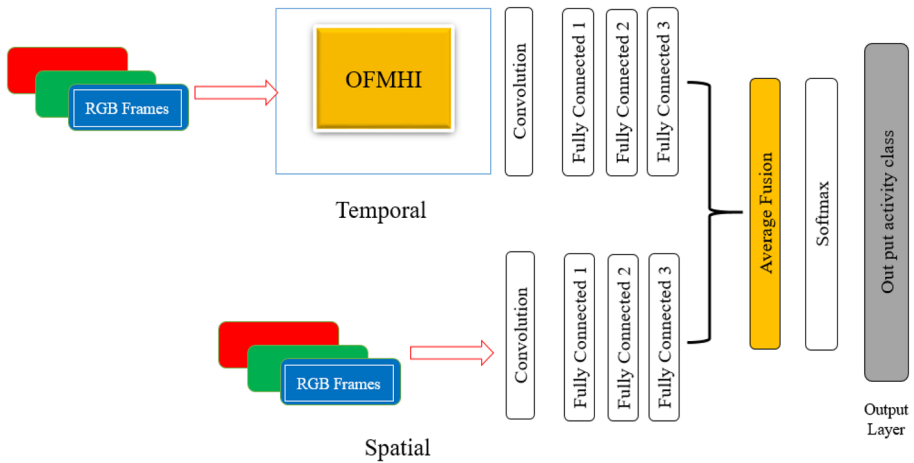 RGB Frames
OFMHI
Convolution
Fully Connected 1
Fully Connected 2
Fully Connected 3
Temporal
RGB Frames
Convolution
Fully Connected 1
Fully Connected 2
Fully Connected 3
Spatial
Average Fusion
Softmax
Out put activity class
Output
Layer